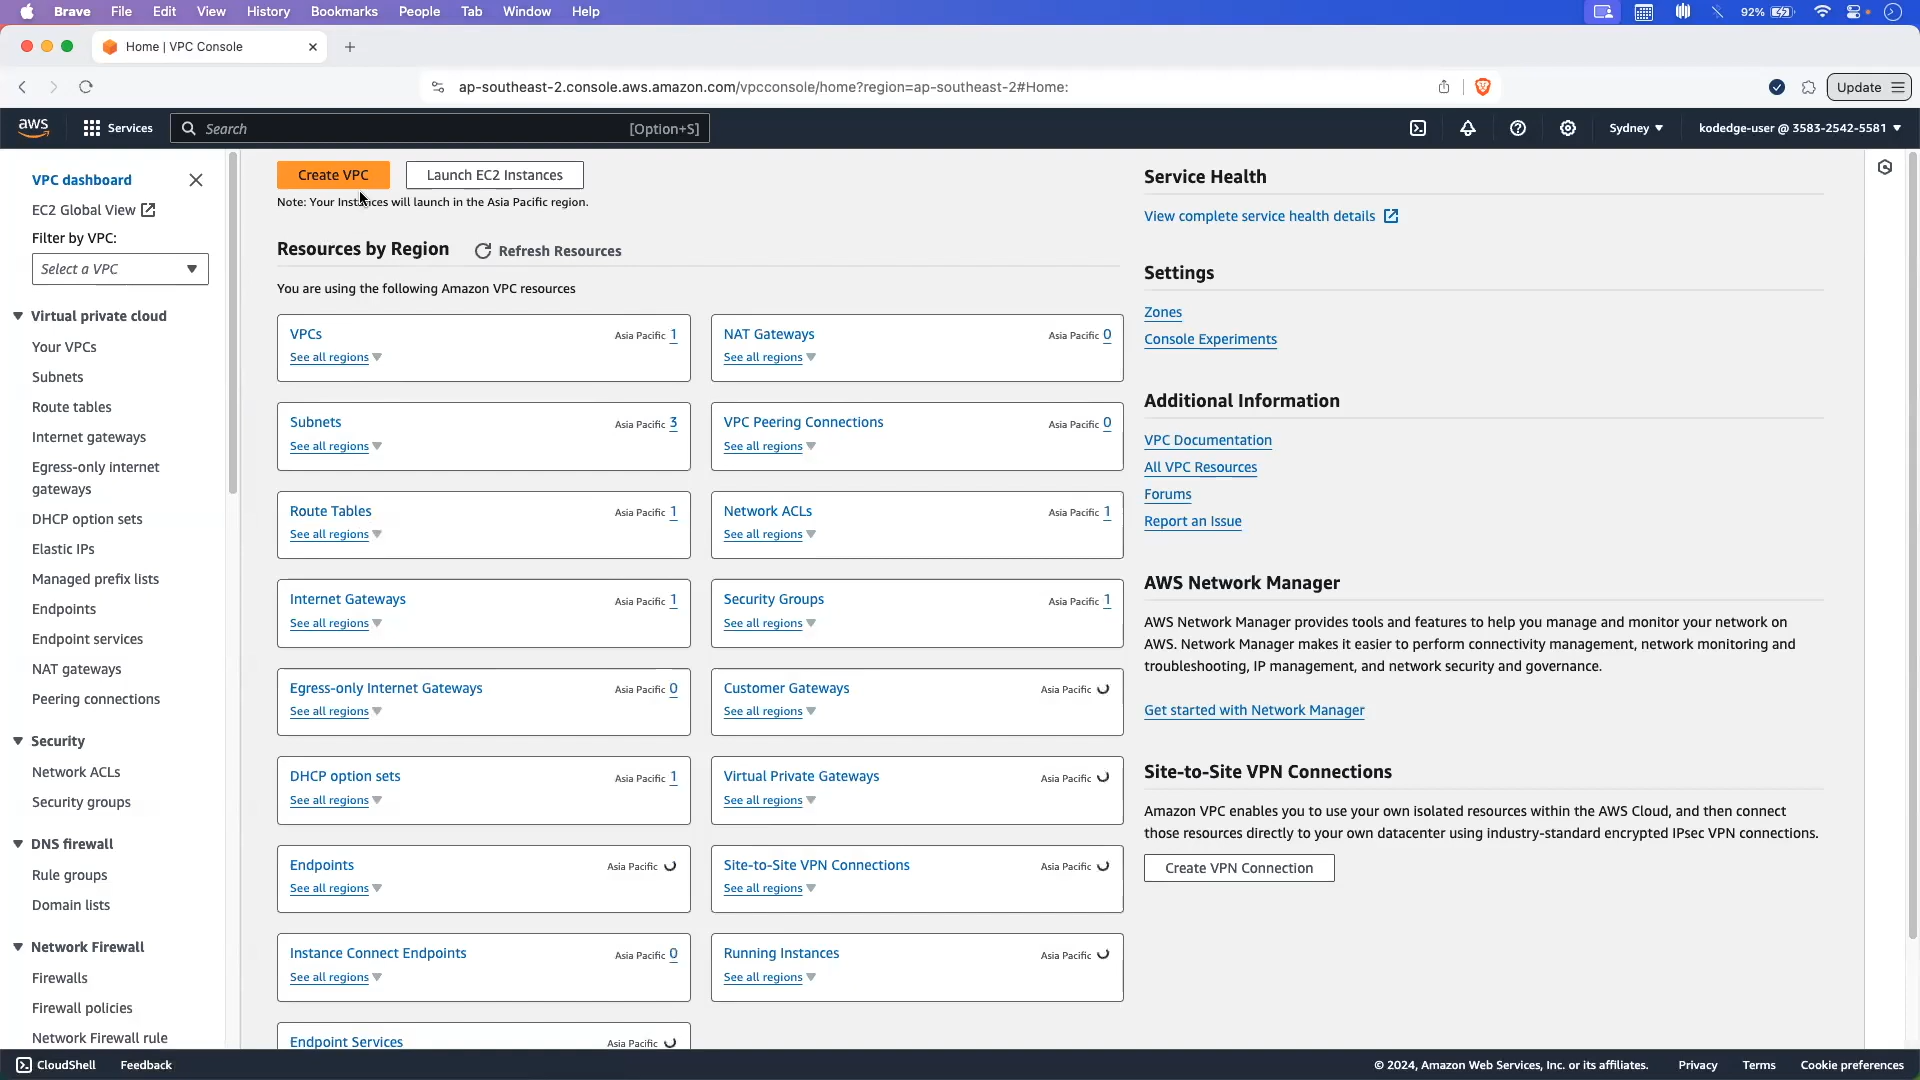 Brave File Edit View History Bookmarks People Tab Window Help 92%
Home | VPC Console
ap-southeast-2.console.aws.amazon.com/vpcconsole/home?region=ap-southeast-2#Home:
Update
aws Services Search [Option+S] Sydney kodedge-user @ 3583-2542-5581
VPC dashboard
EC2 Global View
Filter by VPC:
Select a VPC
Virtual private cloud
Your VPCs
Subnets
Route tables
Internet gateways
Egress-only internet
gateways
DHCP option sets
Elastic IPs
Managed prefix lists
Endpoints
Endpoint services
NAT gateways
Peering connections
Security
Network ACLs
Security groups
DNS firewall
Rule groups
Domain lists
Network Firewall
Firewalls
Firewall policies
Network Firewall rule
Create VPC Launch EC2 Instances
Note: Your Instances will launch in the Asia Pacific region.
Resources by Region Refresh Resources
You are using the following Amazon VPC resources
VPCs Asia Pacific 1
See all regions
NAT Gateways Asia Pacific 0
See all regions
Subnets Asia Pacific 3
See all regions
VPC Peering Connections Asia Pacific 0
See all regions
Route Tables Asia Pacific 1
See all regions
Network ACLs Asia Pacific 1
See all regions
Internet Gateways Asia Pacific 1
See all regions
Security Groups Asia Pacific 1
See all regions
Egress-only Internet Gateways Asia Pacific 0
See all regions
Customer Gateways Asia Pacific
See all regions
DHCP option sets Asia Pacific 1
See all regions
Virtual Private Gateways Asia Pacific
See all regions
Endpoints Asia Pacific
See all regions
Site-to-Site VPN Connections Asia Pacific
See all regions
Instance Connect Endpoints Asia Pacific 0
See all regions
Running Instances Asia Pacific
See all regions
Endpoint Services Asia Pacific
Service Health
View complete service health details
Settings
Zones
Console Experiments
Additional Information
VPC Documentation
All VPC Resources
Forums
Report an Issue
AWS Network Manager
AWS Network Manager provides tools and features to help you manage and monitor your network on
AWS. Network Manager makes it easier to perform connectivity management, network monitoring and
troubleshooting, IP management, and network security and governance.
Get started with Network Manager
Site-to-Site VPN Connections
Amazon VPC enables you to use your own isolated resources within the AWS Cloud, and then connect
those resources directly to your own datacenter using industry-standard encrypted IPsec VPN connections.
Create VPN Connection
CloudShell Feedback © 2024, Amazon Web Services, Inc. or its affiliates. Privacy Terms Cookie preferences